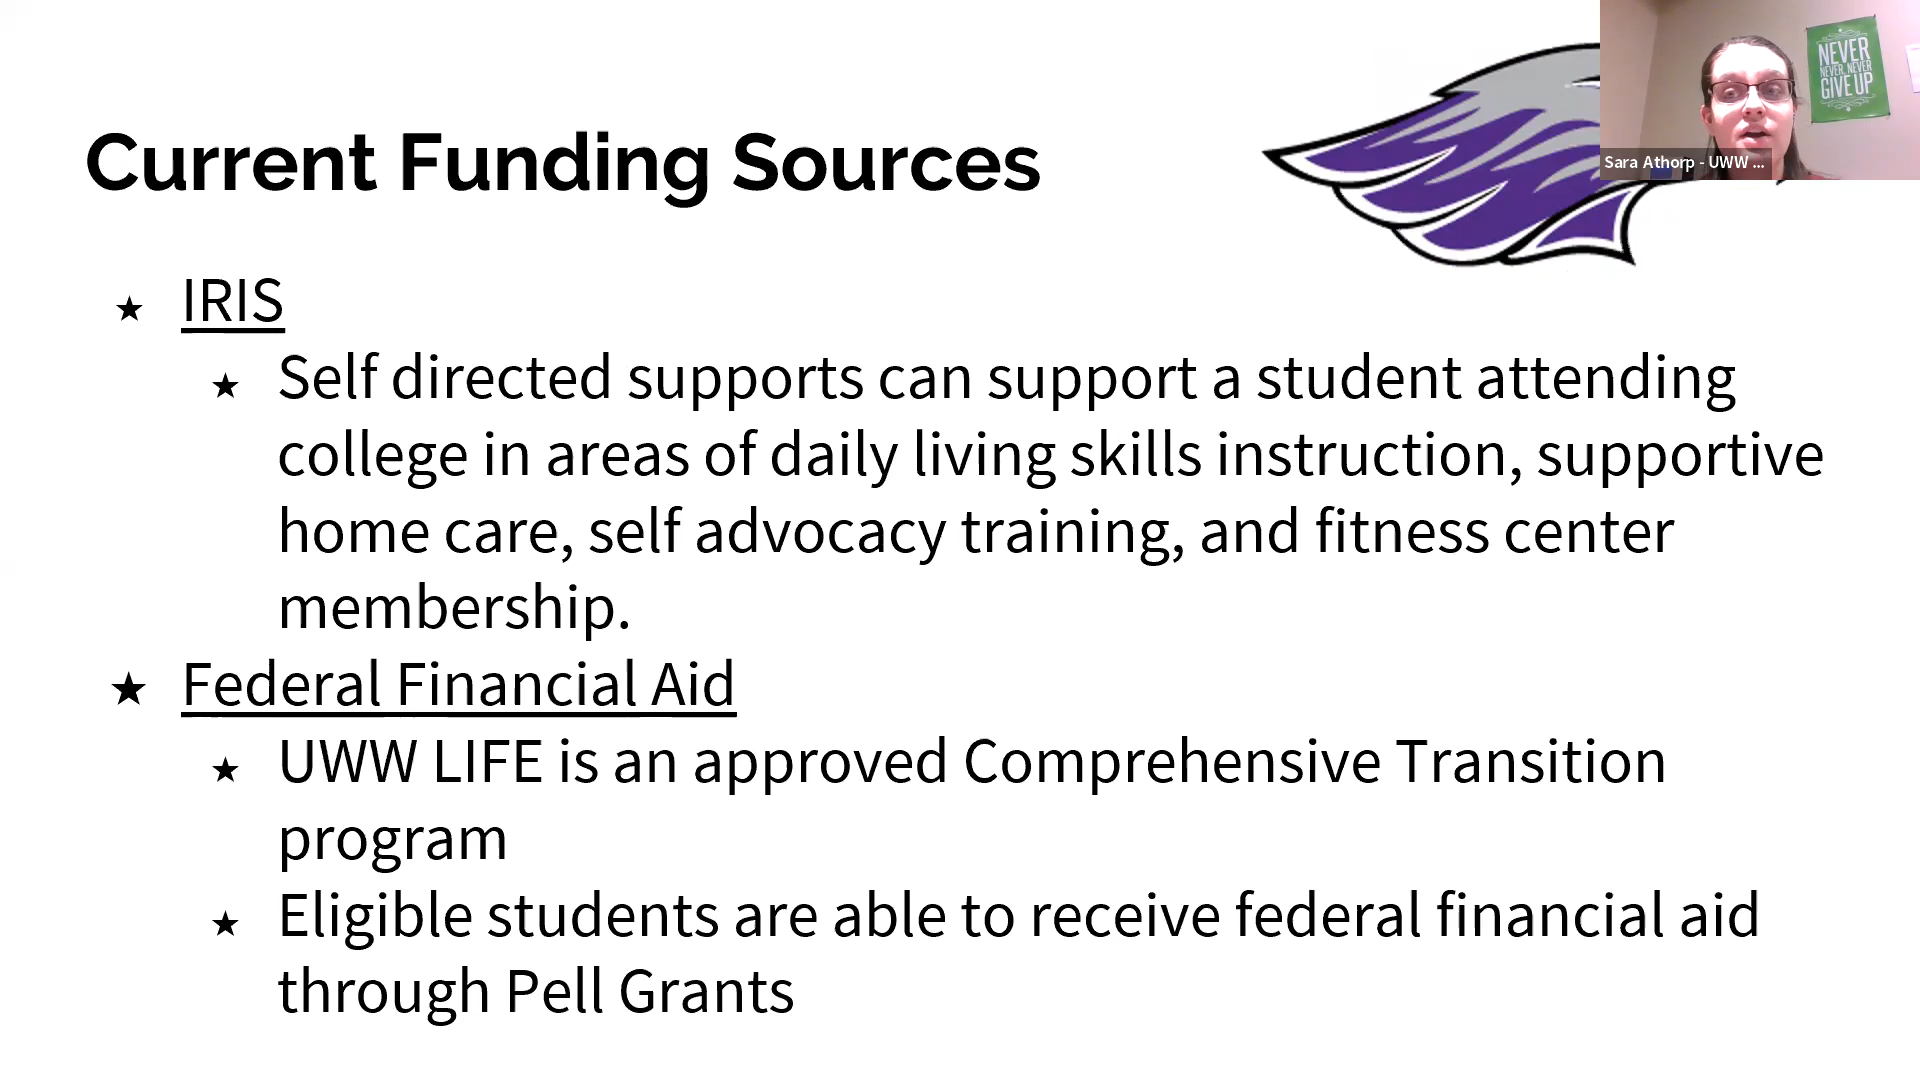 Current Funding Sources
NEVER
NEVER, NEVER
GIVE UP
Sara Athorp - UWW ...
★ IRIS
★ Self directed supports can support a student attending
college in areas of daily living skills instruction, supportive
home care, self advocacy training, and fitness center
membership.
★ Federal Financial Aid
★ UWW LIFE is an approved Comprehensive Transition
program
★ Eligible students are able to receive federal financial aid
through Pell Grants